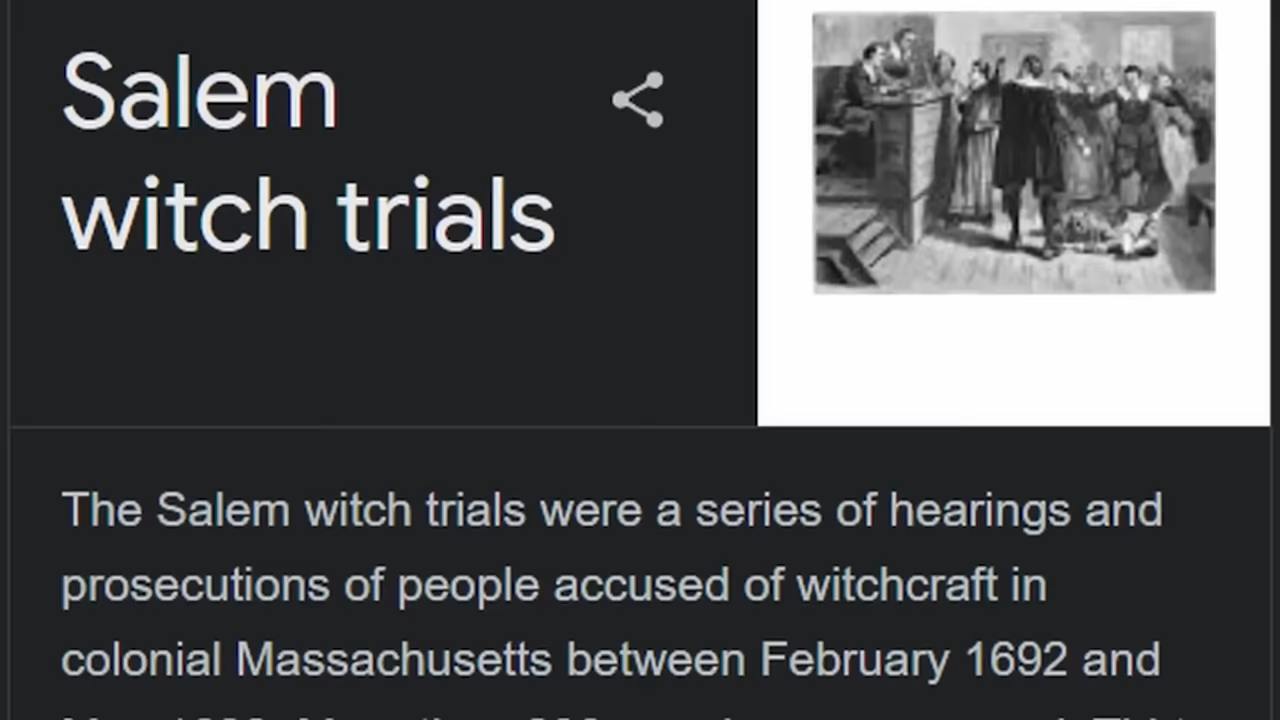 Salem
witch trials
The Salem witch trials were a series of hearings and
prosecutions of people accused of witchcraft in
colonial Massachusetts between February 1692 and